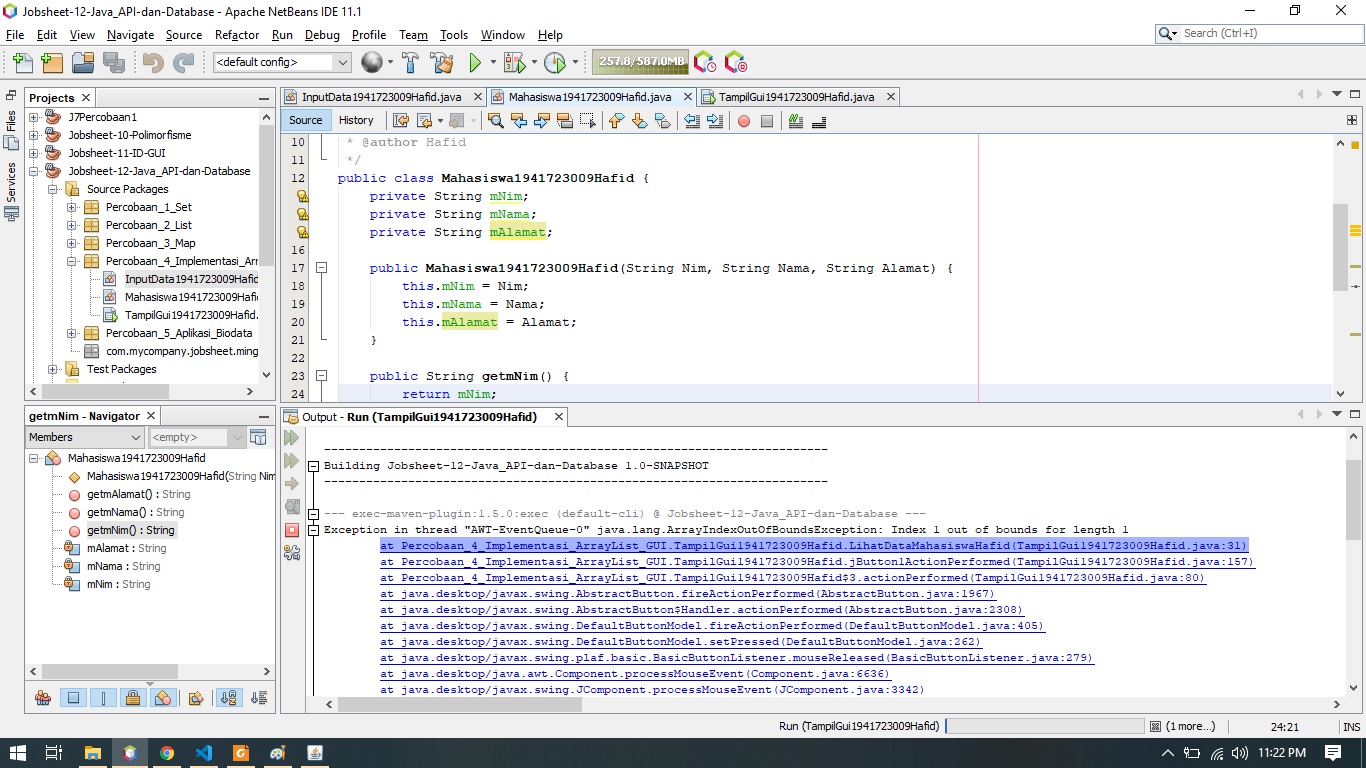 Jobsheet-12-Java_API-dan-Database - Apache NetBeans IDE 11.1
File Edit View Navigate Source Refactor Run Debug Profile Team Tools Window Help
Search (Ctrl+I)
<default config>
257.8/587.0MB
Files
Services
Projects
J7Percobaan1
Jobsheet-10-Polimorfisme
Jobsheet-11-ID-GUI
Jobsheet-12-Java_API-dan-Database
Source Packages
Percobaan_1_Set
Percobaan_2_List
Percobaan_3_Map
Percobaan_4_Implementasi_Arr
InputData1941723009Hafid
Mahasiswa1941723009Hafid
TampilGui1941723009Hafid.
Percobaan_5_Aplikasi_Biodata
com.mycompany.jobsheet.ming
Test Packages
InputData1941723009Hafid.java
Mahasiswa1941723009Hafid.java
TampilGui1941723009Hafid.java
Source History
10 * @author Hafid
11 */
12 public class Mahasiswa1941723009Hafid {
private String mNim;
private String mNama;
private String mAlamat;
16
17 public Mahasiswa1941723009Hafid(String Nim, String Nama, String Alamat) {
18 this.mNim = Nim;
19 this.mNama = Nama;
20 this.mAlamat = Alamat;
21 }
22
23 public String getmNim() {
24 return mNim;
getmNim - Navigator
Members
<empty>
Mahasiswa1941723009Hafid
Mahasiswa1941723009Hafid(String Nim
getmAlamat() : String
getmNama() : String
getmNim() : String
mAlamat : String
mNama : String
mNim : String
Output - Run (TampilGui1941723009Hafid)
------------------------------------------------------------------------
Building Jobsheet-12-Java_API-dan-Database 1.0-SNAPSHOT
------------------------------------------------------------------------
--- exec-maven-plugin:1.5.0:exec (default-cli) @ Jobsheet-12-Java_API-dan-Database ---
Exception in thread "AWT-EventQueue-0" java.lang.ArrayIndexOutOfBoundsException: Index 1 out of bounds for length 1
at Percobaan_4_Implementasi_ArrayList_GUI.TampilGui1941723009Hafid.LihatDataMahasiswaHafid(TampilGui1941723009Hafid.java:31)
at Percobaan_4_Implementasi_ArrayList_GUI.TampilGui1941723009Hafid.jButton1ActionPerformed(TampilGui1941723009Hafid.java:157)
at Percobaan_4_Implementasi_ArrayList_GUI.TampilGui1941723009Hafid$3.actionPerformed(TampilGui1941723009Hafid.java:80)
at java.desktop/javax.swing.AbstractButton.fireActionPerformed(AbstractButton.java:1967)
at java.desktop/javax.swing.AbstractButton$Handler.actionPerformed(AbstractButton.java:2308)
at java.desktop/javax.swing.DefaultButtonModel.fireActionPerformed(DefaultButtonModel.java:405)
at java.desktop/javax.swing.DefaultButtonModel.setPressed(DefaultButtonModel.java:262)
at java.desktop/javax.swing.plaf.basic.BasicButtonListener.mouseReleased(BasicButtonListener.java:279)
at java.desktop/java.awt.Component.processMouseEvent(Component.java:6636)
at java.desktop/javax.swing.JComponent.processMouseEvent(JComponent.java:3342)
Run (TampilGui1941723009Hafid)
(1 more...)
24:21
INS
11:22 PM